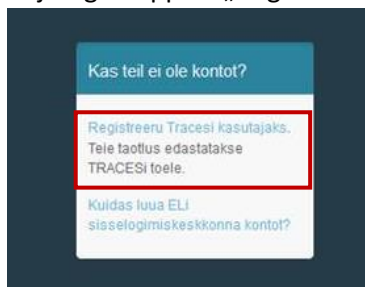 Kas teil ei ole kontot?
Registreeru Tracesi kasutajaks.
Teie taotlus edastatakse
TRACESi toele.
Kuidas luua ELi
sisselogimiskeskkonna kontot?